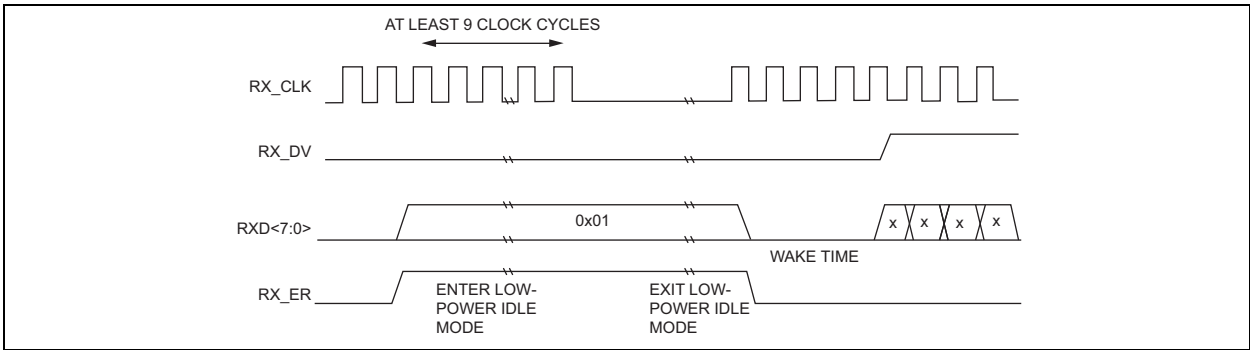 AT LEAST 9 CLOCK CYCLES
RX_CLK
RX_DV
RXD<7:0>
0x01
x x x x
WAKE TIME
RX_ER
ENTER LOW-
POWER IDLE
MODE
EXIT LOW-
POWER IDLE
MODE